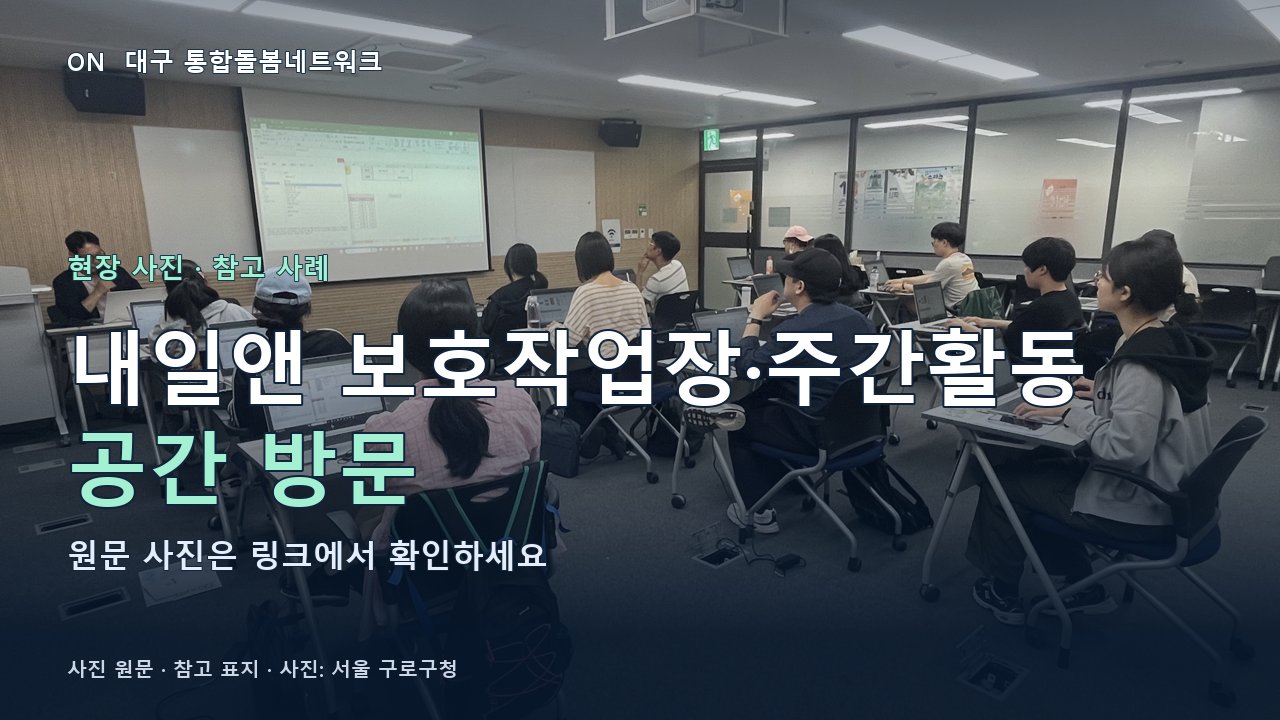 ON 대구 통합돌봄네트워크
현장 사진 · 참고 사례
내일앤 보호작업장·주간활동
공간 방문
원문 사진은 링크에서 확인하세요
사진 원문 · 참고 표지 · 사진: 서울 구로구청